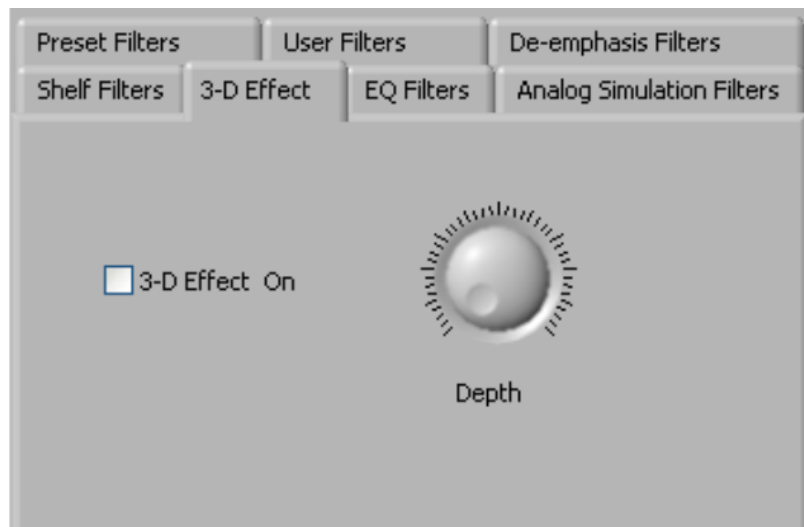 Preset Filters User Filters De-emphasis Filters
Shelf Filters 3-D Effect EQ Filters Analog Simulation Filters
3-D Effect On
Depth